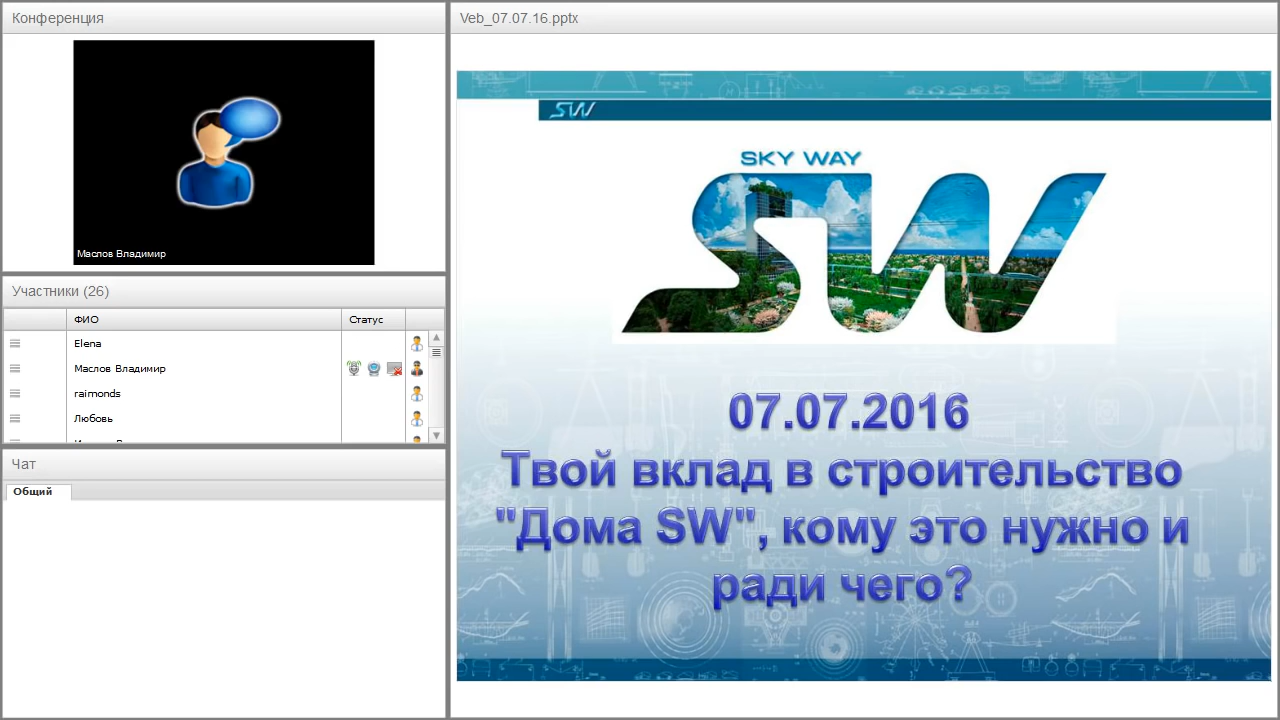 Конференция
Маслов Владимир
Участники (26)
ФИО
Статус
Elena
Маслов Владимир
raimonds
Любовь
Чат
Общий
Veb_07.07.16.pptx
SW
SKY WAY
SW
07.07.2016
Твой вклад в строительство
"Дома SW", кому это нужно и
ради чего?